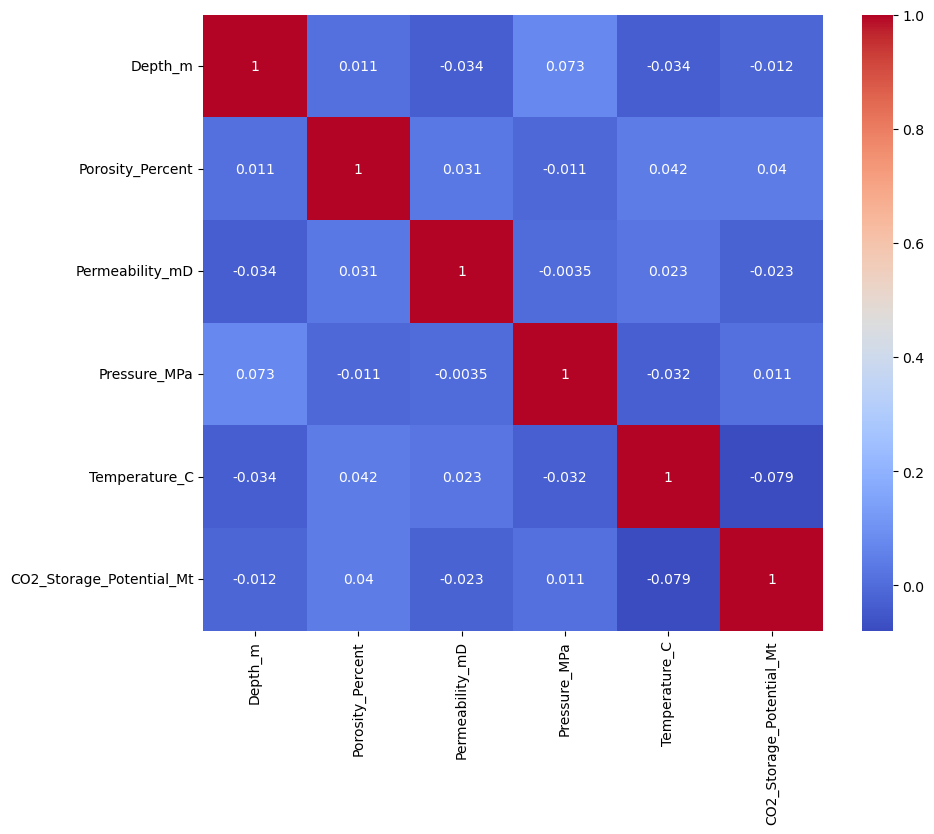 Depth_m 1 0.011 -0.034 0.073 -0.034 -0.012
Porosity_Percent 0.011 1 0.031 -0.011 0.042 0.04
Permeability_mD -0.034 0.031 1 -0.0035 0.023 -0.023
Pressure_MPa 0.073 -0.011 -0.0035 1 -0.032 0.011
Temperature_C -0.034 0.042 0.023 -0.032 1 -0.079
CO2_Storage_Potential_Mt -0.012 0.04 -0.023 0.011 -0.079 1
Depth_m
Porosity_Percent
Permeability_mD
Pressure_MPa
Temperature_C
CO2_Storage_Potential_Mt
1.0
0.8
0.6
0.4
0.2
0.0